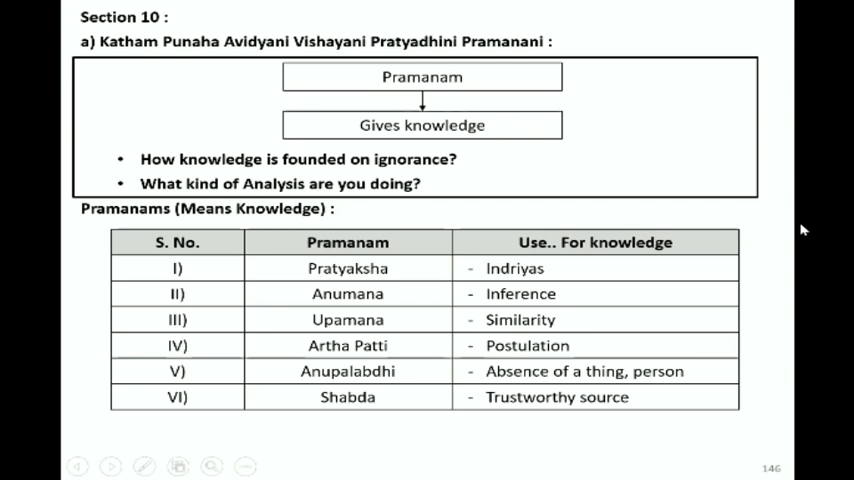 Section 10 :
a) Katham Punaha Avidyani Vishayani Pratyadhini Pramanani :
Pramanam
Gives knowledge
• How knowledge is founded on ignorance?
• What kind of Analysis are you doing?
Pramanams (Means Knowledge) :
S. No. Pramanam Use.. For knowledge
I) Pratyaksha - Indriyas
II) Anumana - Inference
III) Upamana - Similarity
IV) Artha Patti - Postulation
V) Anupalabdhi - Absence of a thing, person
VI) Shabda - Trustworthy source
146